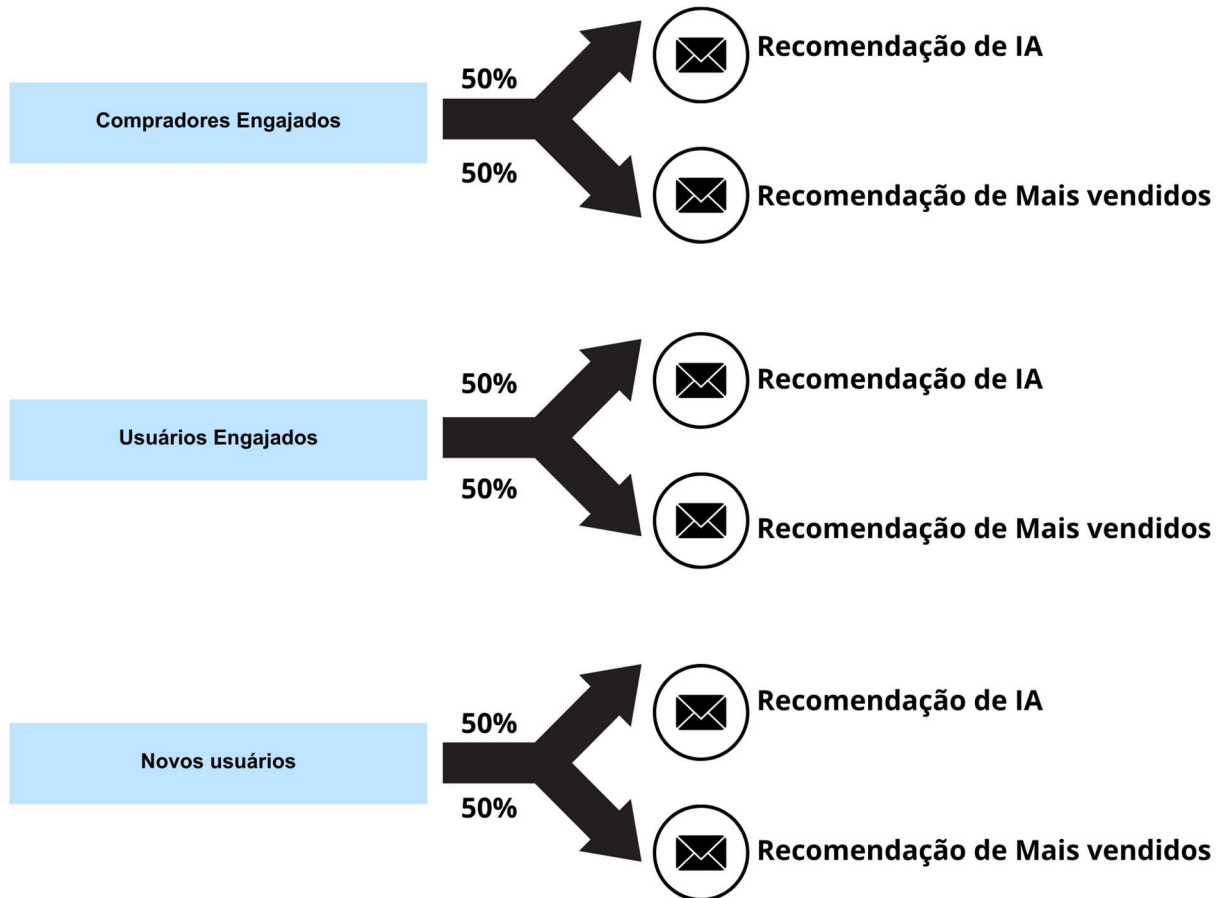 50%
Recomendação de IA
Compradores Engajados
50%
Recomendação de Mais vendidos
50%
Recomendação de IA
Usuários Engajados
50%
Recomendação de Mais vendidos
50%
Recomendação de IA
Novos usuários
50%
Recomendação de Mais vendidos